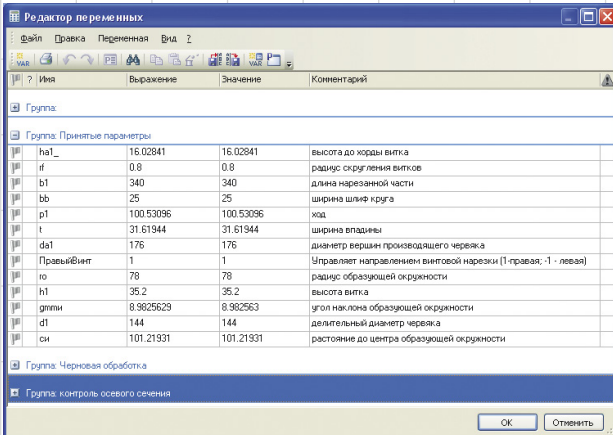 Редактор переменных
Файл Правка Переменная Вид ?
VAR VAR
? Имя Выражение Значение Комментарий
Группа:
Группа: Принятые параметры
ha1_ 16.02841 16.02841 высота до хорды витка
rf 0.8 0.8 радиус скругления витков
b1 340 340 длина нарезанной части
bb 25 25 ширина шлиф круга
p1 100.53096 100.53096 ход
t 31.61944 31.61944 ширина впадины
da1 176 176 диаметр вершин производящего червяка
ПравыйВинт 1 1 Управляет направлением винтовой нарезки (1-правая; -1 - левая)
ro 78 78 радиус образующей окружности
h1 35.2 35.2 высота витка
gmmи 8.9825629 8.982563 угол наклона образующей окружности
d1 144 144 делительный диаметр червяка
си 101.21931 101.21931 растояние до центра образующей окружности
Группа: Черновая обработка
Группа: контроль осевого сечения
ОК Отменить